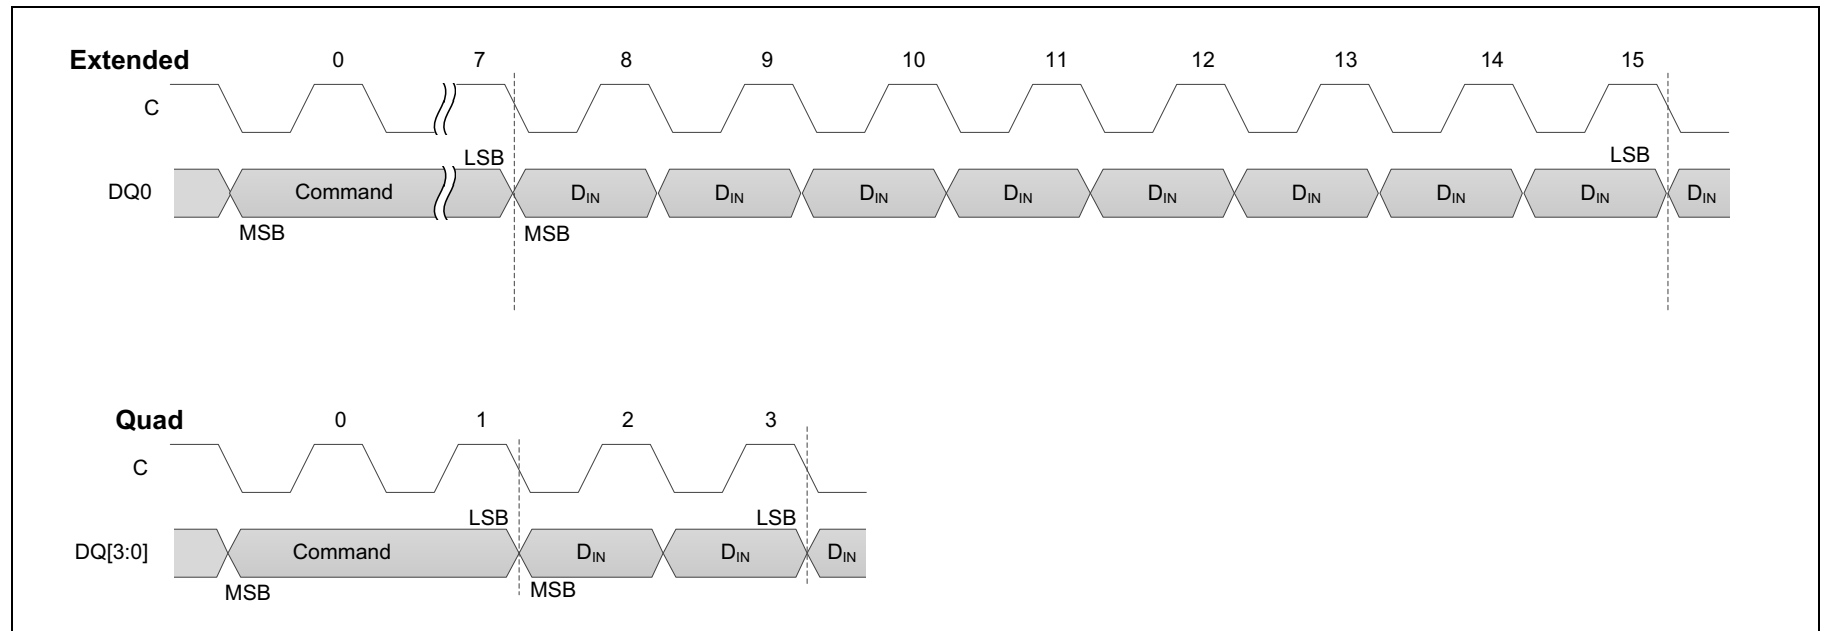 Extended 0 7 8 9 10 11 12 13 14 15
C
LSB LSB
DQ0 Command DIN DIN DIN DIN DIN DIN DIN DIN DIN
MSB MSB
Quad 0 1 2 3
C
LSB LSB
DQ[3:0] Command DIN DIN DIN
MSB MSB